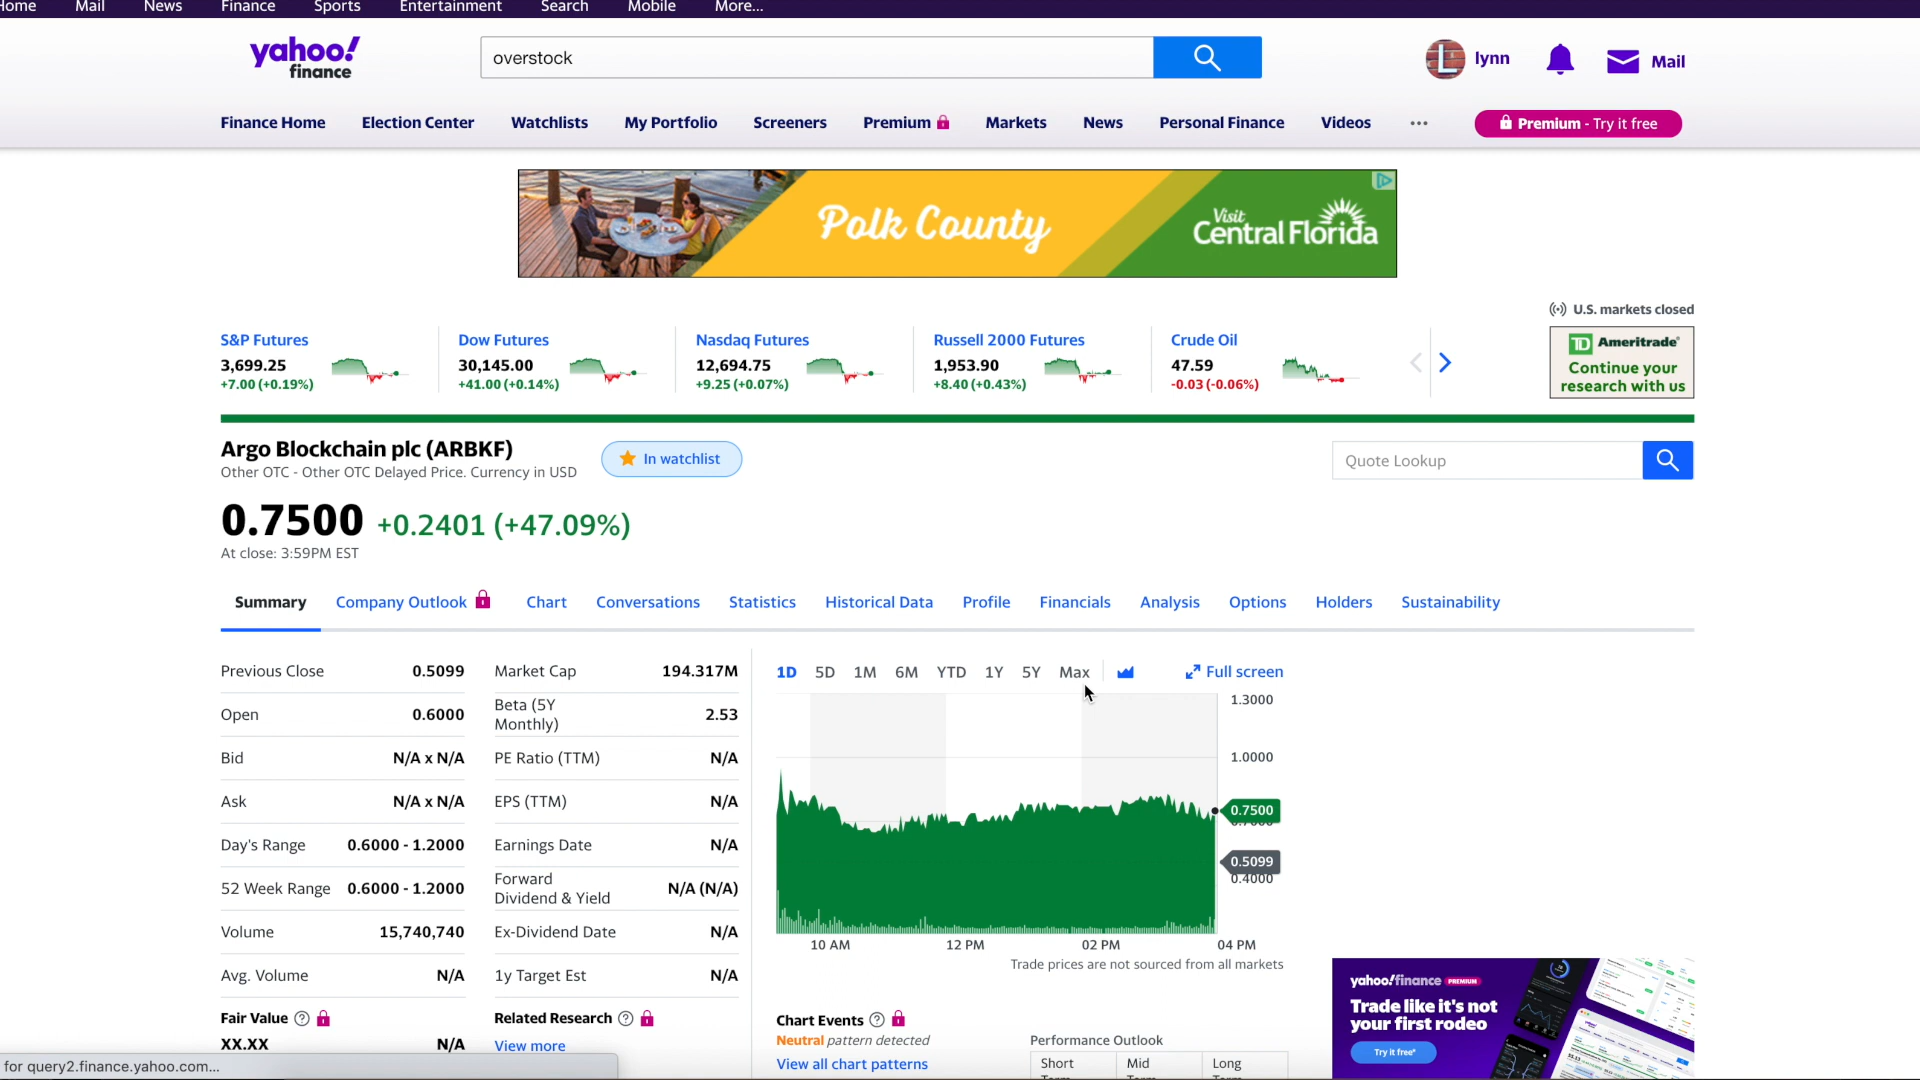 Home Mail News Finance Sports Entertainment Search Mobile More...
yahoo!
finance
overstock
L lynn
Mail
Finance Home Election Center Watchlists My Portfolio Screeners Premium Markets News Personal Finance Videos ... Premium - Try it free
Polk County
Visit
Central Florida
U.S. markets closed
S&P Futures Dow Futures Nasdaq Futures Russell 2000 Futures Crude Oil
3,699.25 30,145.00 12,694.75 1,953.90 47.59
+7.00 (+0.19%) +41.00 (+0.14%) +9.25 (+0.07%) +8.40 (+0.43%) -0.03 (-0.06%)
TD Ameritrade
Continue your
research with us
Argo Blockchain plc (ARBKF)
Other OTC - Other OTC Delayed Price. Currency in USD
In watchlist
Quote Lookup
0.7500 +0.2401 (+47.09%)
At close: 3:59PM EST
Summary Company Outlook Chart Conversations Statistics Historical Data Profile Financials Analysis Options Holders Sustainability
Previous Close 0.5099
Open 0.6000
Bid N/A x N/A
Ask N/A x N/A
Day's Range 0.6000 - 1.2000
52 Week Range 0.6000 - 1.2000
Volume 15,740,740
Avg. Volume N/A
Fair Value ?
XX.XX N/A
Market Cap 194.317M
Beta (5Y
Monthly) 2.53
PE Ratio (TTM) N/A
EPS (TTM) N/A
Earnings Date N/A
Forward
Dividend & Yield N/A (N/A)
Ex-Dividend Date N/A
1y Target Est N/A
Related Research ?
View more
1D 5D 1M 6M YTD 1Y 5Y Max Full screen
1.3000
1.0000
0.7500
0.5099
0.4000
10 AM 12 PM 02 PM 04 PM
Trade prices are not sourced from all markets
Chart Events ?
Neutral pattern detected
View all chart patterns
Performance Outlook
Short Mid Long
Term Term Term
yahoo!finance PREMIUM
Trade like it's not
your first rodeo
Try it free*
for query2.finance.yahoo.com...